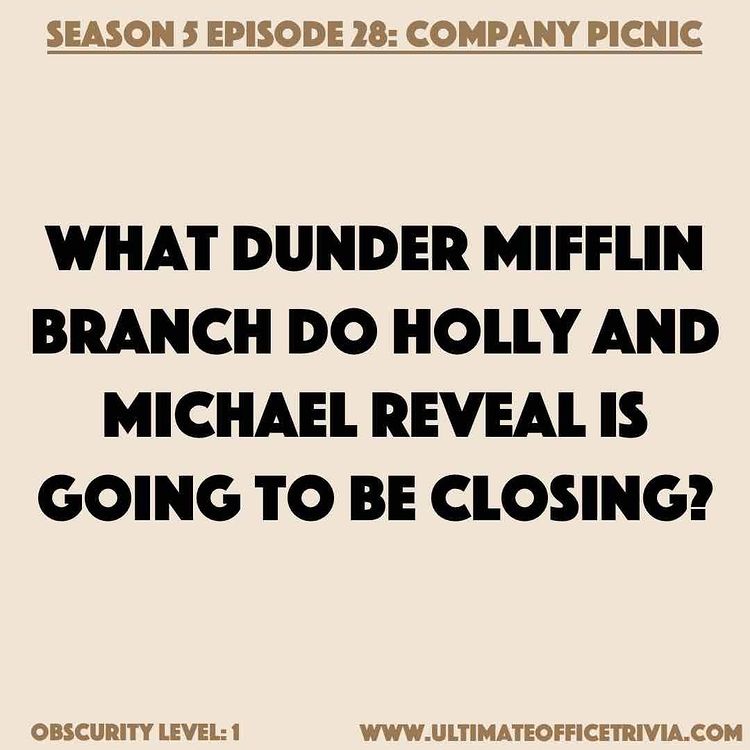 SEASON 5 EPISODE 28: COMPANY PICNIC
WHAT DUNDER MIFFLIN
BRANCH DO HOLLY AND
MICHAEL REVEAL IS
GOING TO BE CLOSING?
OBSCURITY LEVEL: 1
WWW.ULTIMATEOFFICETRIVIA.COM